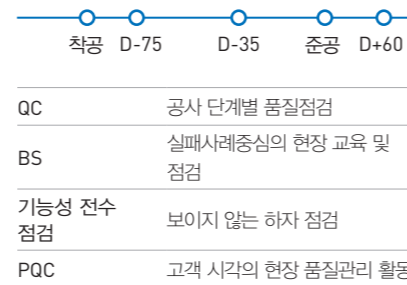 착공 D-75 D-35 준공 D+60
QC 공사 단계별 품질점검
BS 실패사례중심의 현장 교육 및
점검
기능성 전수
점검 보이지 않는 하자 점검
PQC 고객 시각의 현장 품질관리 활동